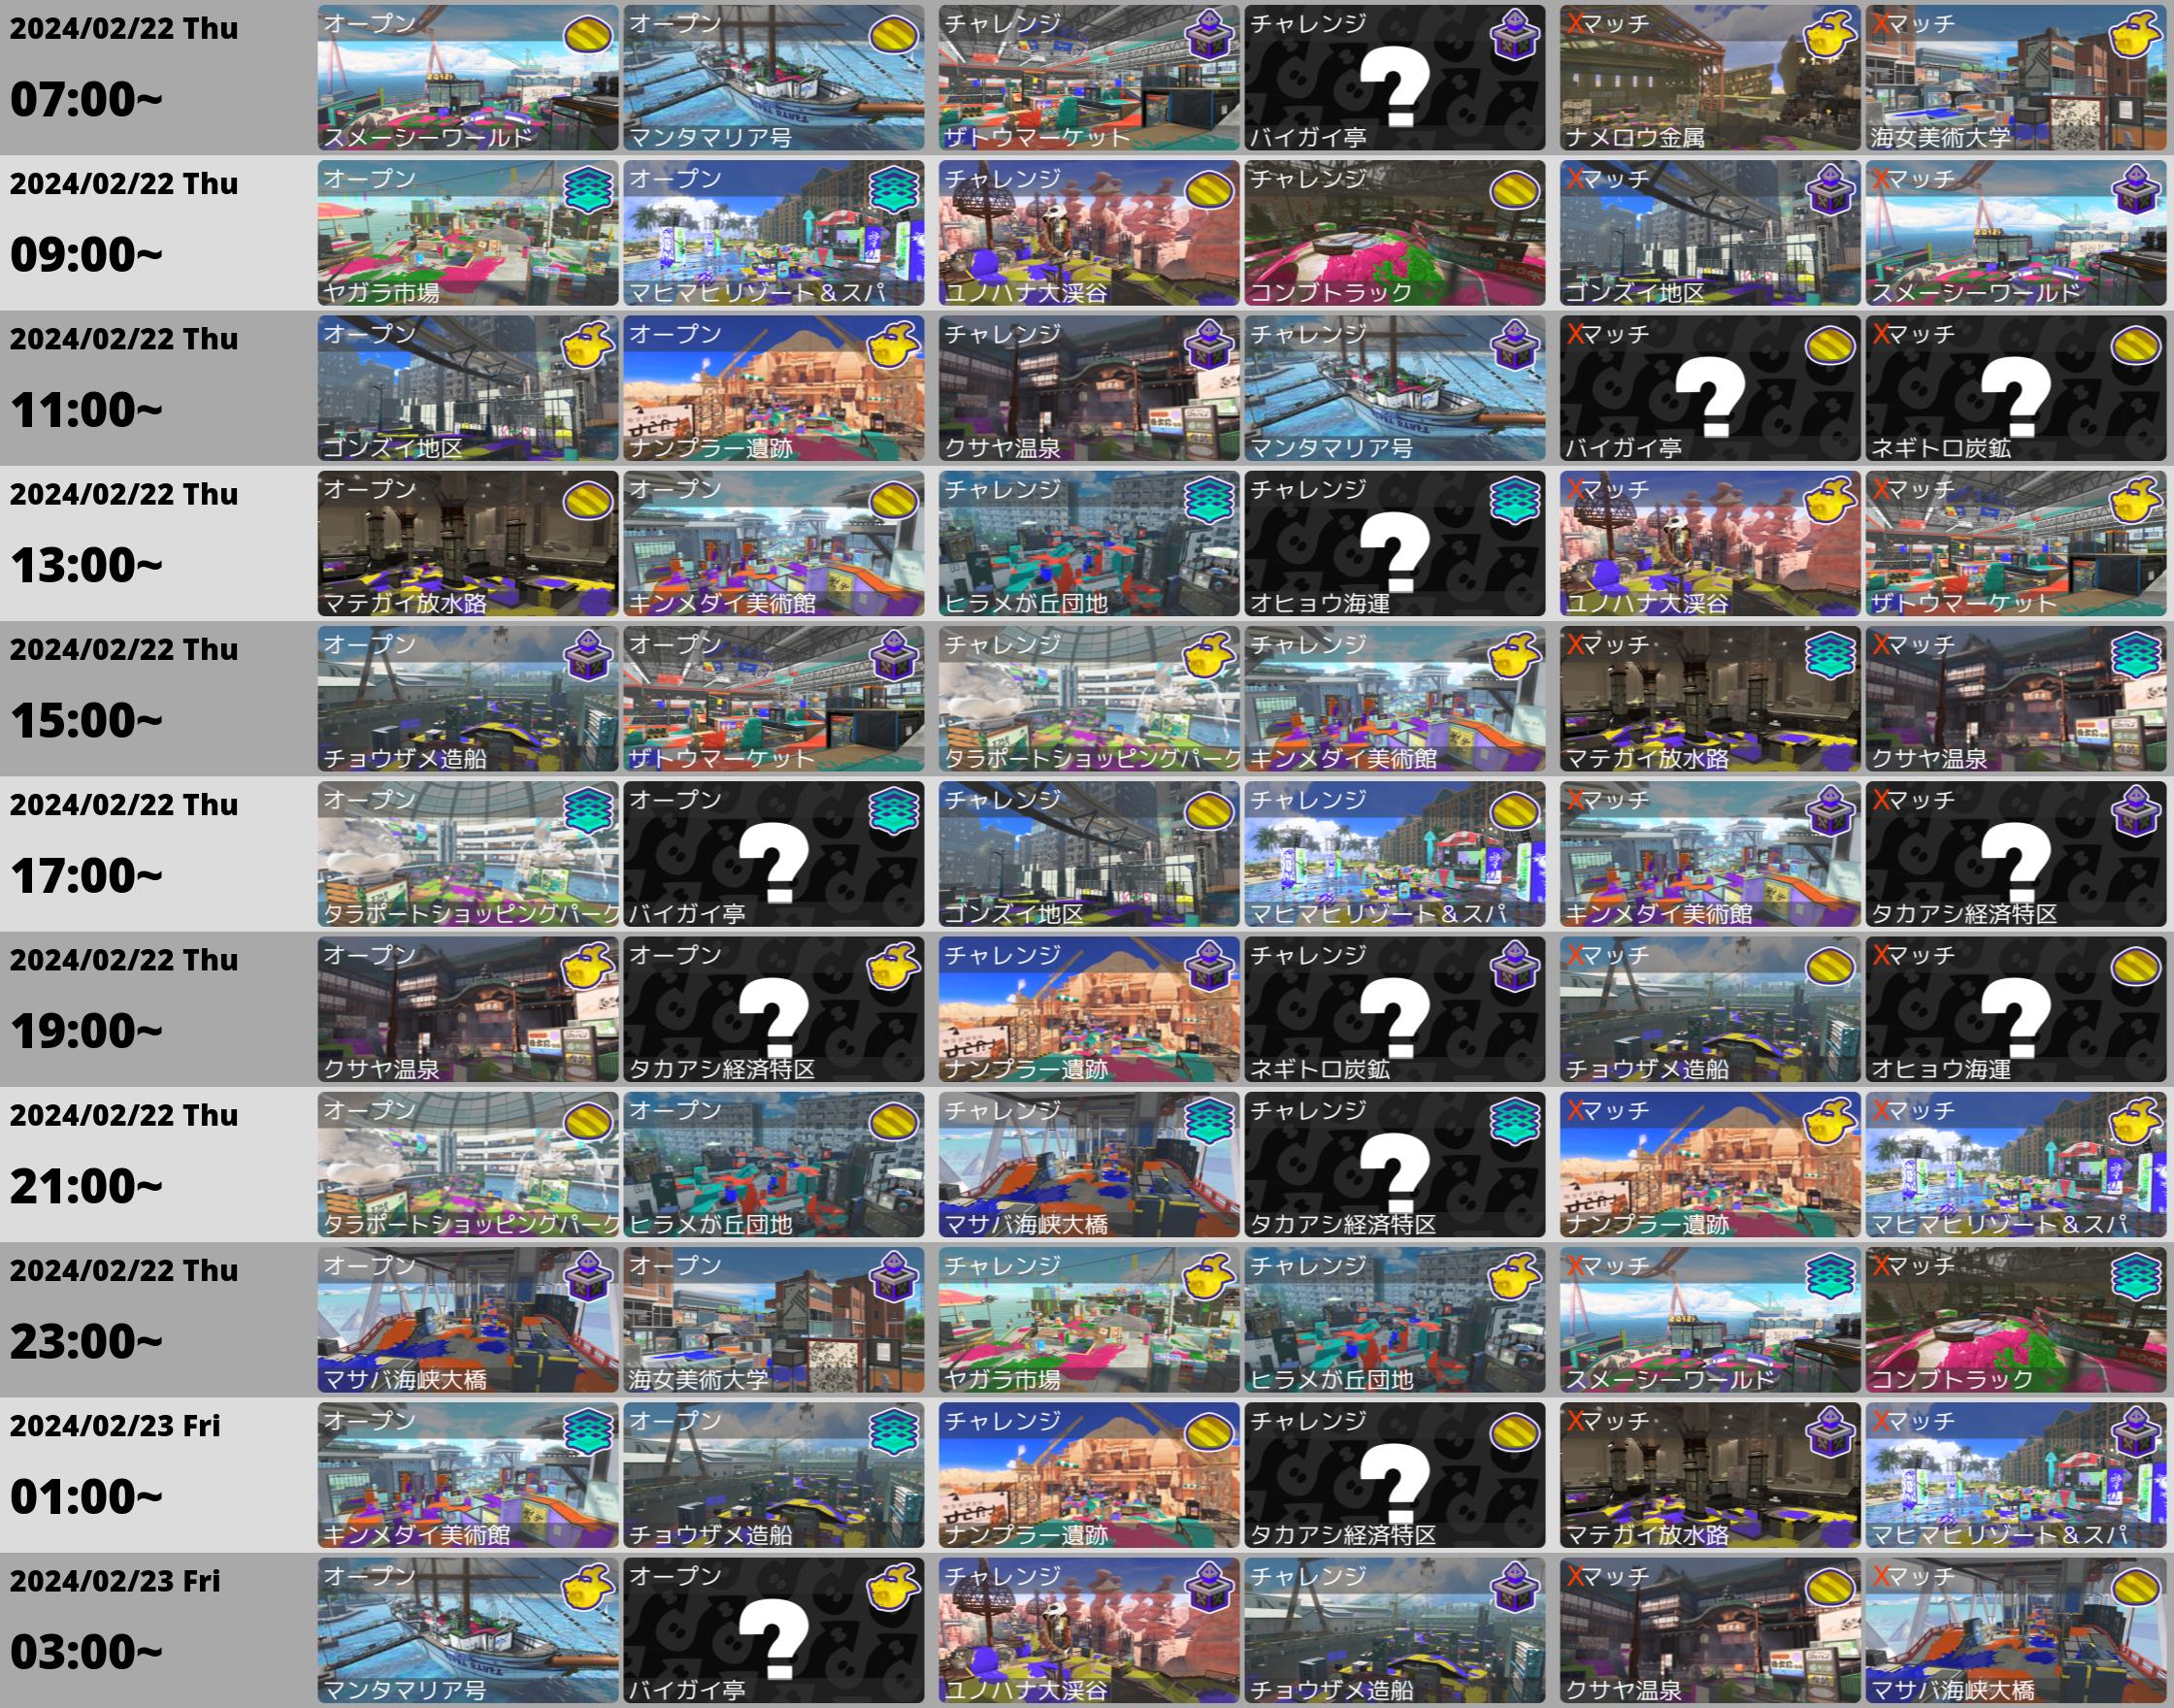 2024/02/22 Thu
07:00~
オープン
スメーシーワールド
オープン
マンタマリア号
チャレンジ
ザトウマーケット
チャレンジ
バイガイ亭
Xマッチ
ナメロウ金属
Xマッチ
海女美術大学
2024/02/22 Thu
09:00~
オープン
ヤガラ市場
オープン
マヒマヒリゾート&スパ
チャレンジ
ユノハナ大渓谷
チャレンジ
コンブトラック
Xマッチ
ゴンズイ地区
Xマッチ
スメーシーワールド
2024/02/22 Thu
11:00~
オープン
ゴンズイ地区
オープン
ナンプラー遺跡
チャレンジ
クサヤ温泉
チャレンジ
マンタマリア号
Xマッチ
バイガイ亭
Xマッチ
ネギトロ炭鉱
2024/02/22 Thu
13:00~
オープン
マテガイ放水路
オープン
キンメダイ美術館
チャレンジ
ヒラメが丘団地
チャレンジ
オヒョウ海運
Xマッチ
ユノハナ大渓谷
Xマッチ
ザトウマーケット
2024/02/22 Thu
15:00~
オープン
チョウザメ造船
オープン
ザトウマーケット
チャレンジ
タラポートショッピングパーク
チャレンジ
キンメダイ美術館
Xマッチ
マテガイ放水路
Xマッチ
クサヤ温泉
2024/02/22 Thu
17:00~
オープン
タラポートショッピングパーク
オープン
バイガイ亭
チャレンジ
ゴンズイ地区
チャレンジ
マヒマヒリゾート&スパ
Xマッチ
キンメダイ美術館
Xマッチ
タカアシ経済特区
2024/02/22 Thu
19:00~
オープン
クサヤ温泉
オープン
タカアシ経済特区
チャレンジ
ナンプラー遺跡
チャレンジ
ネギトロ炭鉱
Xマッチ
チョウザメ造船
Xマッチ
オヒョウ海運
2024/02/22 Thu
21:00~
オープン
タラポートショッピングパーク
オープン
ヒラメが丘団地
チャレンジ
マサバ海峡大橋
チャレンジ
タカアシ経済特区
Xマッチ
ナンプラー遺跡
Xマッチ
マヒマヒリゾート&スパ
2024/02/22 Thu
23:00~
オープン
マサバ海峡大橋
オープン
海女美術大学
チャレンジ
ヤガラ市場
チャレンジ
ヒラメが丘団地
Xマッチ
スメーシーワールド
Xマッチ
コンブトラック
2024/02/23 Fri
01:00~
オープン
キンメダイ美術館
オープン
チョウザメ造船
チャレンジ
ナンプラー遺跡
チャレンジ
タカアシ経済特区
Xマッチ
マテガイ放水路
Xマッチ
マヒマヒリゾート&スパ
2024/02/23 Fri
03:00~
オープン
マンタマリア号
オープン
バイガイ亭
チャレンジ
ユノハナ大渓谷
チャレンジ
チョウザメ造船
Xマッチ
クサヤ温泉
Xマッチ
マサバ海峡大橋